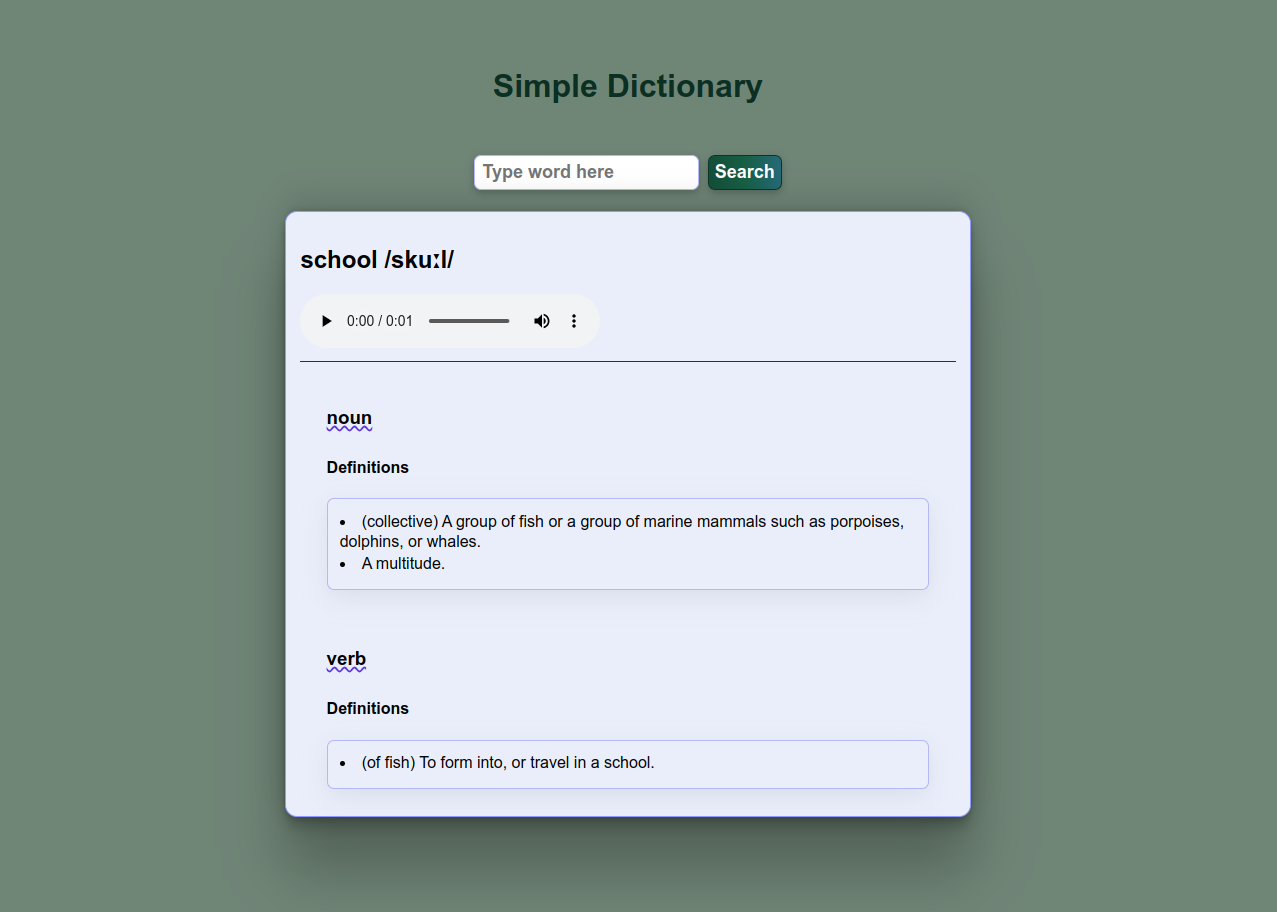 Simple Dictionary
Type word here
Search
school /skuːl/
0:00 / 0:01
noun
Definitions
• (collective) A group of fish or a group of marine mammals such as porpoises,
dolphins, or whales.
• A multitude.
verb
Definitions
• (of fish) To form into, or travel in a school.